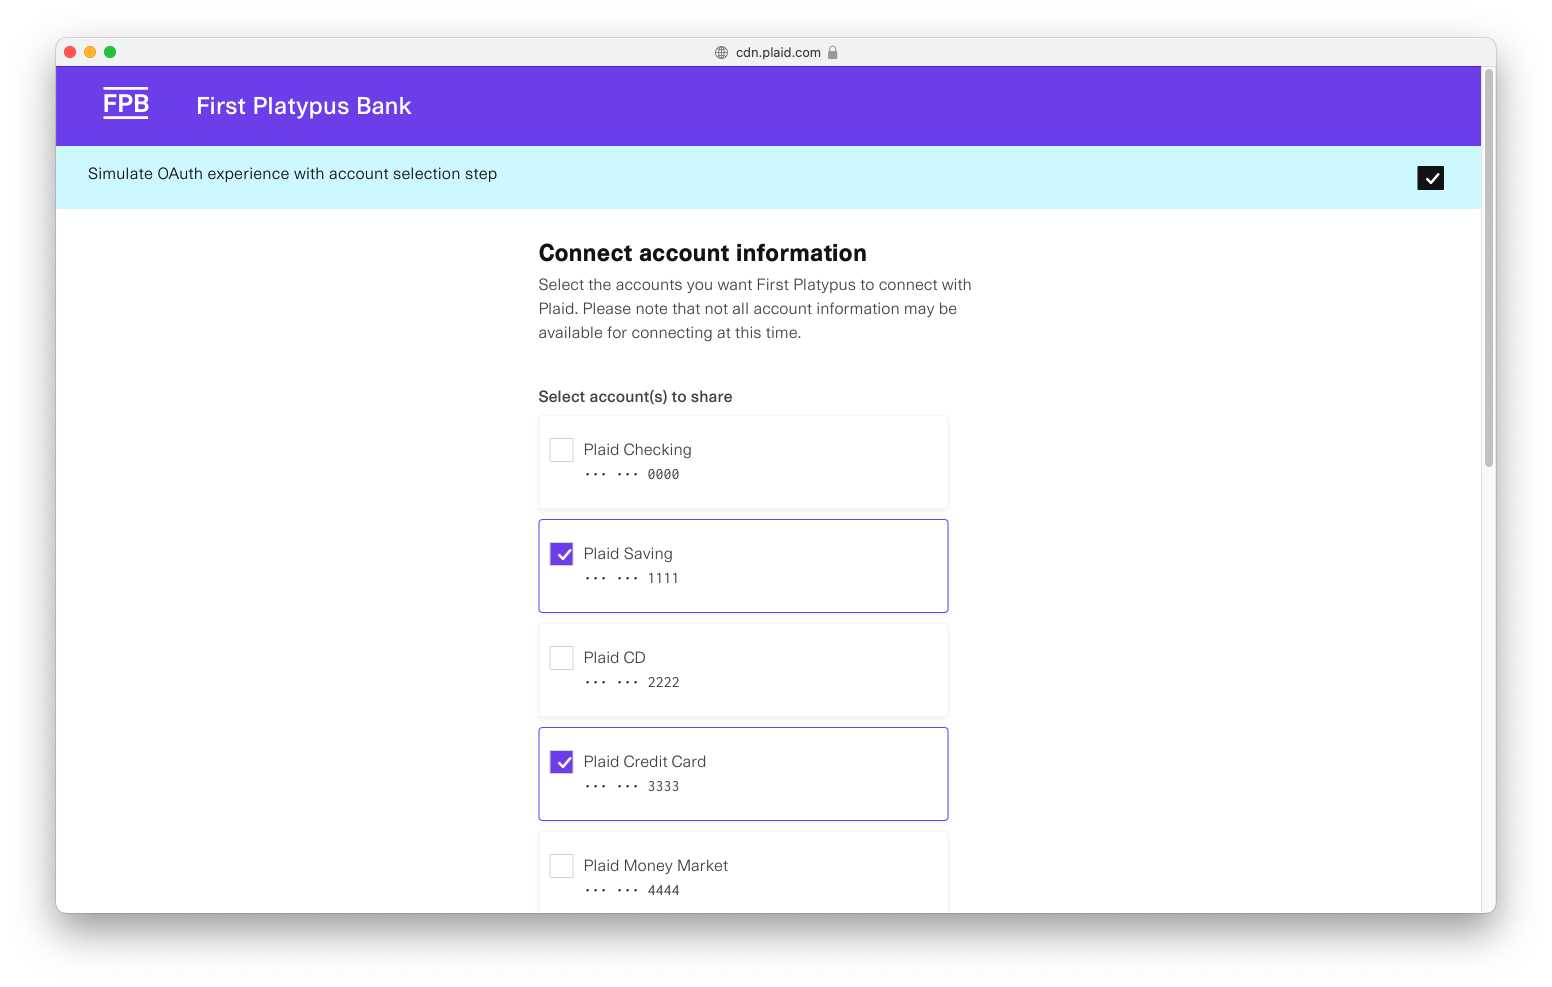 cdn.plaid.com
FPB
First Platypus Bank
Simulate OAuth experience with account selection step
Connect account information
Select the accounts you want First Platypus to connect with
Plaid. Please note that not all account information may be
available for connecting at this time.
Select account(s) to share
Plaid Checking
••• ••• 0000
Plaid Saving
••• ••• 1111
Plaid CD
••• ••• 2222
Plaid Credit Card
••• ••• 3333
Plaid Money Market
••• ••• 4444